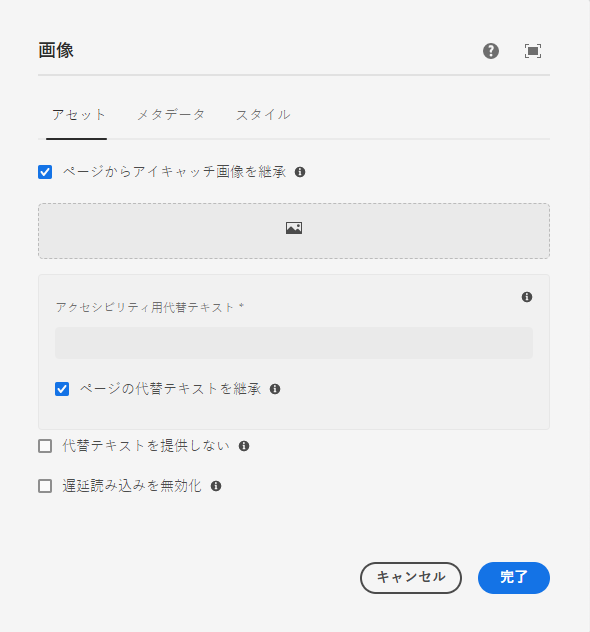 画像
アセット メタデータ スタイル
ページからアイキャッチ画像を継承
アクセシビリティ用代替テキスト *
ページの代替テキストを継承
代替テキストを提供しない
遅延読み込みを無効化
キャンセル 完了